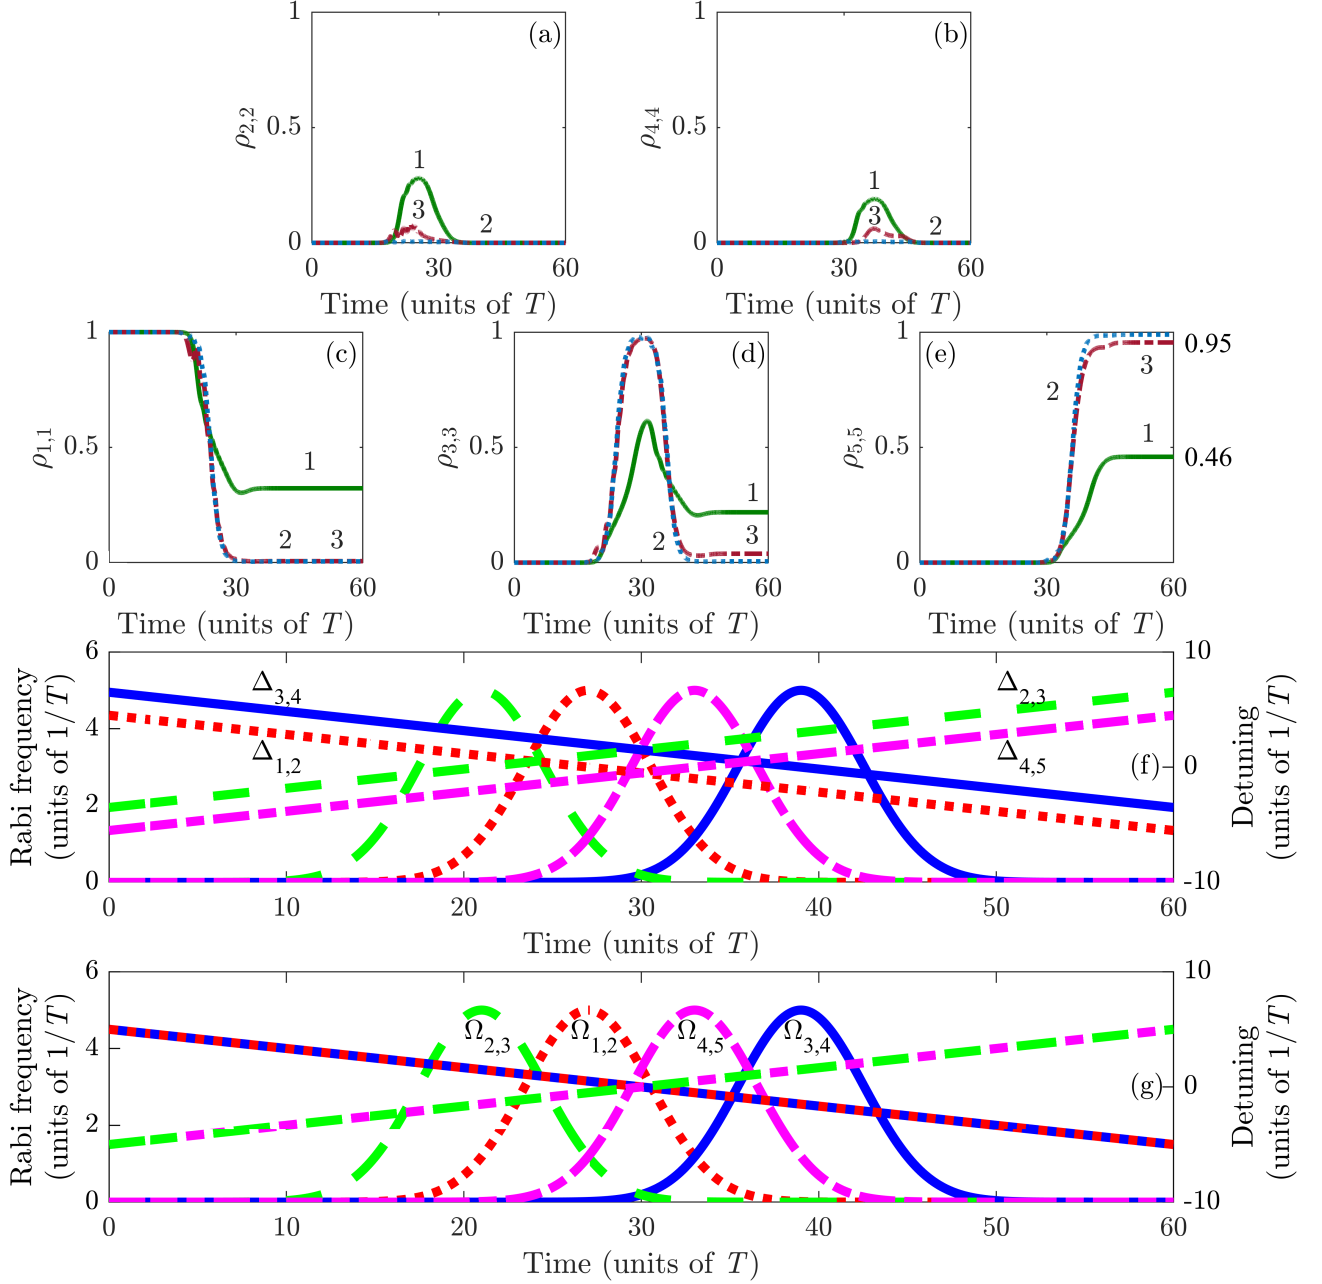 1 (a) 1 (b)
ρ2,2 0.5 ρ4,4 0.5
1 1
3 2 3 2
0 0
0 30 60 0 30 60
Time (units of T) Time (units of T)
1 (c) 1 (d) 1 (e) 0.95
3
2
ρ1,1 0.5 ρ3,3 0.5 ρ5,5 0.5
1 1 1 0.46
2 3 2 3
0 0 0
0 30 60 0 30 60 0 30 60
Time (units of T) Time (units of T) Time (units of T)
Rabi frequency
(units of 1/T)
6 10
Δ3,4 Δ2,3
4
Δ1,2 Δ4,5 (f) 0
2
0 -10
Detuning
(units of 1/T)
0 10 20 30 40 50 60
Time (units of T)
Rabi frequency
(units of 1/T)
6 10
Ω2,3 Ω1,2 Ω4,5 Ω3,4
4
(g) 0
2
0 -10
Detuning
(units of 1/T)
0 10 20 30 40 50 60
Time (units of T)